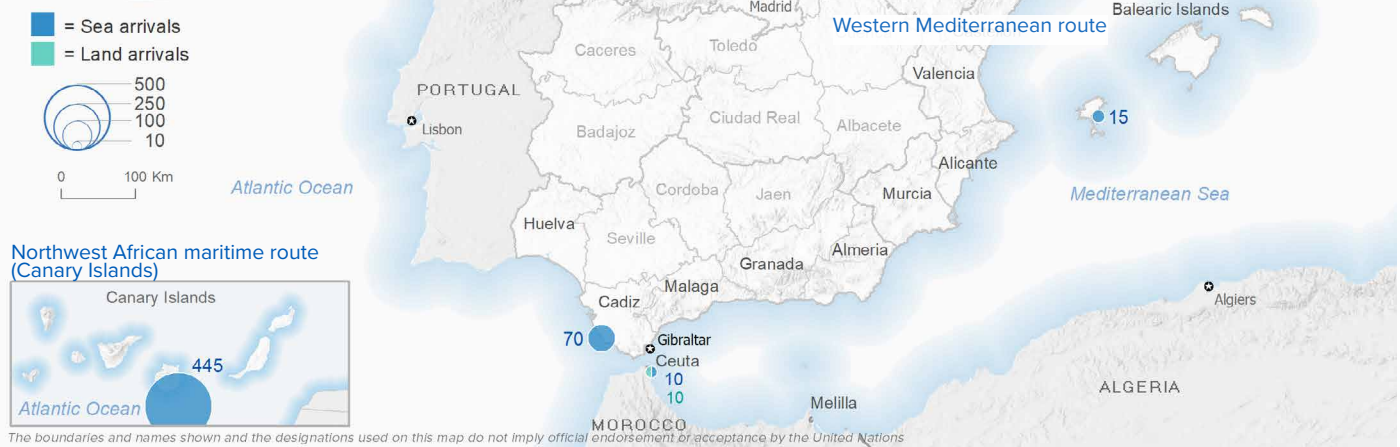 Madrid
Balearic Islands
Western Mediterranean route
= Sea arrivals
= Land arrivals
Caceres
Toledo
Valencia
500
250
100
10
PORTUGAL
Lisbon
Badajoz
Ciudad Real
Albacete
15
0
100 Km
Atlantic Ocean
Alicante
Cordoba
Jaen
Murcia
Mediterranean Sea
Huelva
Seville
Northwest African maritime route
(Canary Islands)
Almeria
Granada
Malaga
Canary Islands
Cadiz
Algiers
70
Gibraltar
Ceuta
445
10
10
ALGERIA
Atlantic Ocean
Melilla
MOROCCO
The boundaries and names shown and the designations used on this map do not imply official endorsement or acceptance by the United Nations